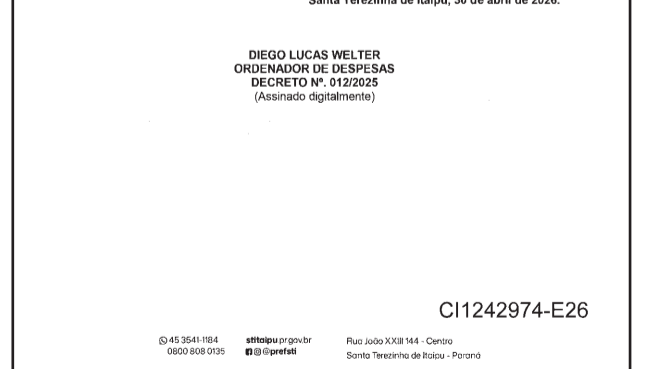 Santa Terezinha de Itaipu, 30 de abril de 2026.
DIEGO LUCAS WELTER
ORDENADOR DE DESPESAS
DECRETO Nº. 012/2025
(Assinado digitalmente)
CI1242974-E26
45 3541-1184
0800 808 0135
stitaipu.pr.gov.br
@prefsti
Rua João XXIII 144 - Centro
Santa Terezinha de Itaipu - Paraná